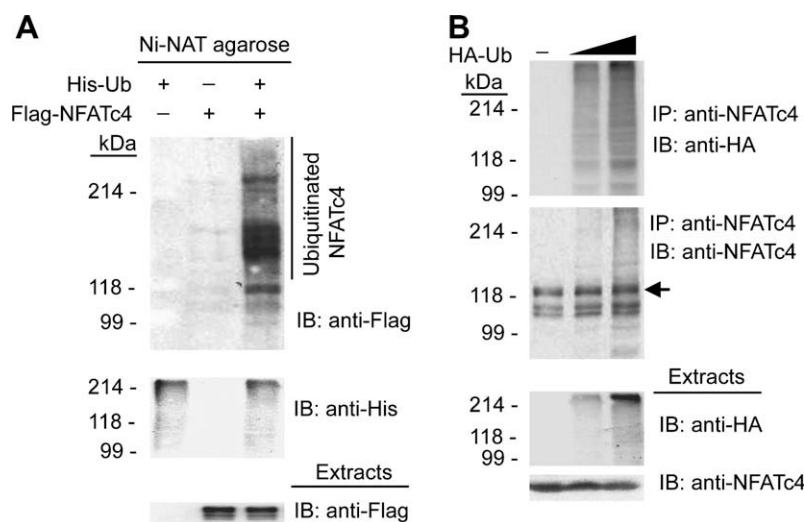 A
Ni-NAT agarose
His-Ub + – +
Flag-NFATc4 – + +
kDa
214 -
118 -
99 -
Ubiquitinated
NFATc4
IB: anti-Flag
214 -
118 -
99 -
IB: anti-His
Extracts
IB: anti-Flag
B
HA-Ub –
kDa
214 -
118 -
99 -
IP: anti-NFATc4
IB: anti-HA
214 -
118 -
99 -
IP: anti-NFATc4
IB: anti-NFATc4
Extracts
214 -
118 -
99 -
IB: anti-HA
IB: anti-NFATc4